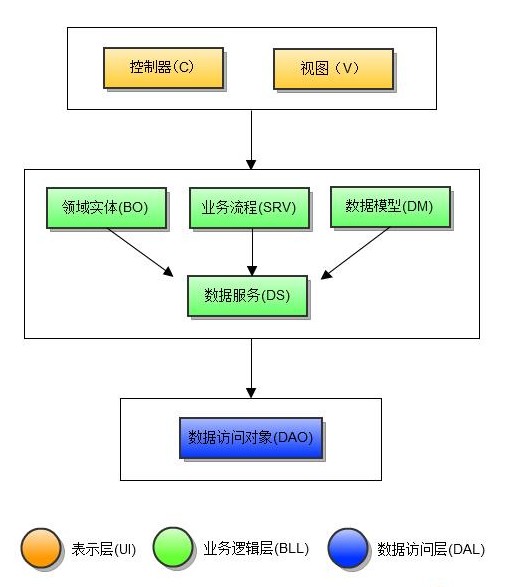 控制器(C)
视图（V）
领域实体(BO)
业务流程(SRV)
数据模型(DM)
数据服务(DS)
数据访问对象(DAO)
表示层(UI)
业务逻辑层(BLL)
数据访问层(DAL)